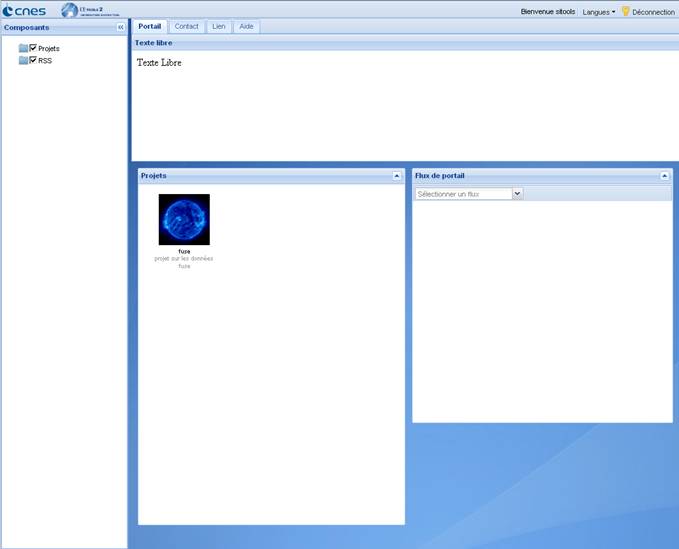 cnes
Bienvenue sitools
Langues
Déconnection
Composants
Portail
Contact
Lien
Aide
Projets
RSS
Texte libre
Texte Libre
Projets
fuse
projet sur les données
fuse
Flux de portail
Sélectionner un flux